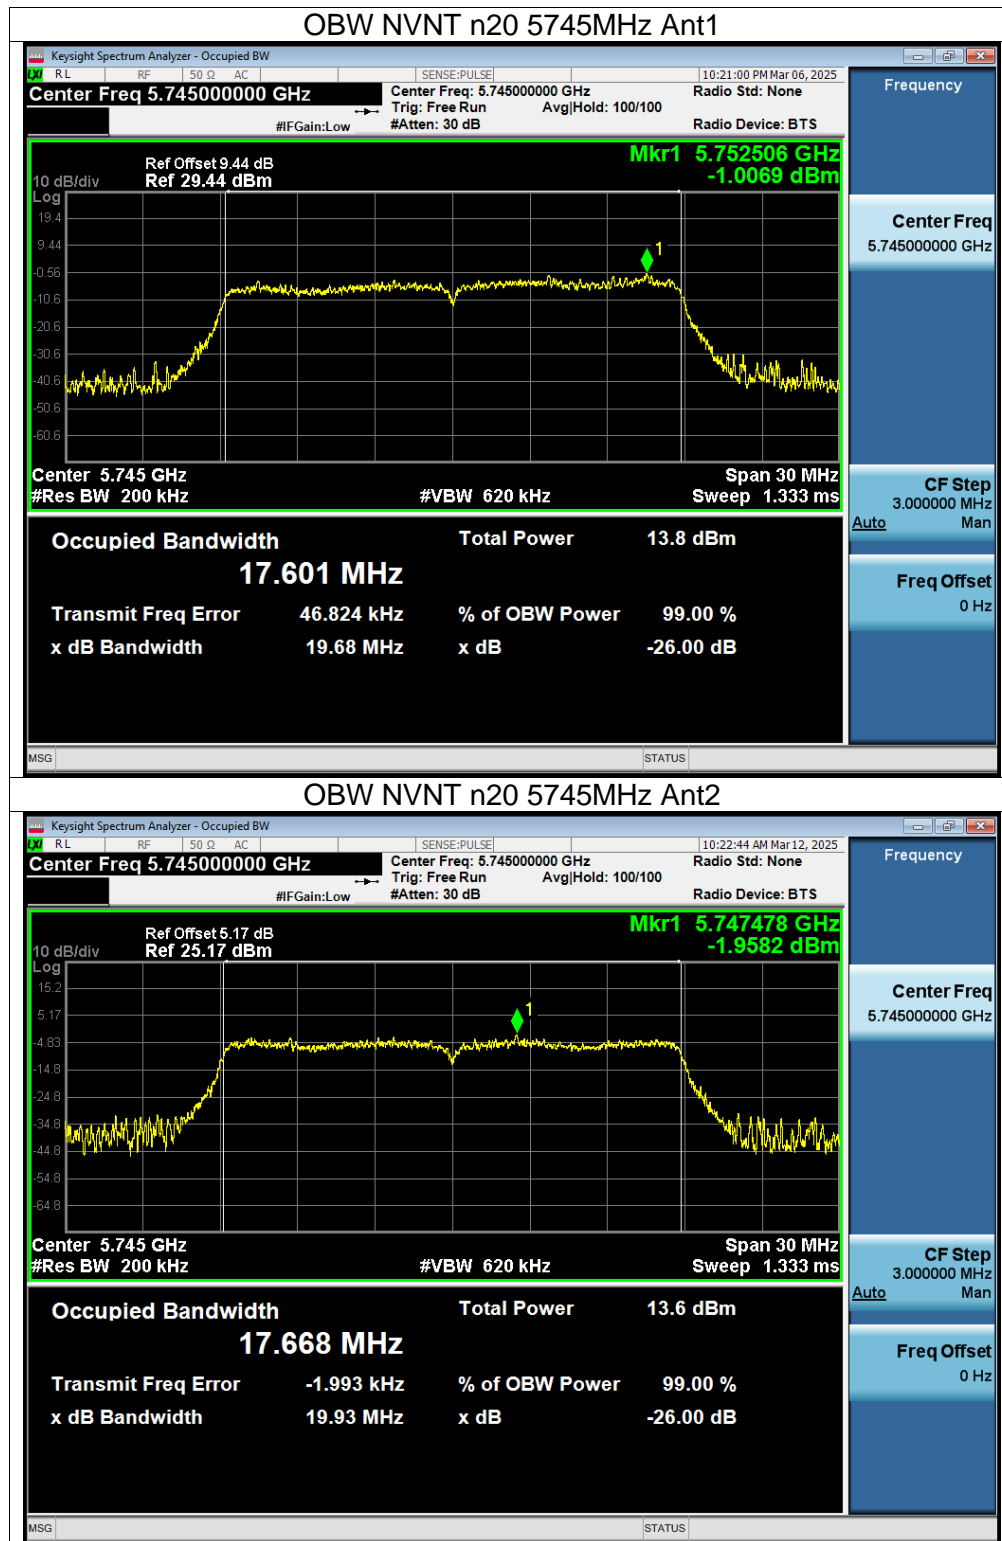 OBW NVNT n20 5745MHz Ant1
Keysight Spectrum Analyzer - Occupied BW
LXI RL RF 50 Ω AC SENSE:PULSE 10:21:00 PM Mar 06, 2025
Center Freq 5.745000000 GHz
Center Freq: 5.745000000 GHz
Radio Std: None
Trig: Free Run Avg|Hold: 100/100
#IFGain:Low #Atten: 30 dB Radio Device: BTS
Frequency
Mkr1 5.752506 GHz
-1.0069 dBm
Ref Offset 9.44 dB
10 dB/div Ref 29.44 dBm
Log
19.4
9.44
-0.56
-10.6
-20.6
-30.6
-40.6
-50.6
-60.6
1
Center 5.745 GHz Span 30 MHz
#Res BW 200 kHz #VBW 620 kHz Sweep 1.333 ms
Center Freq
5.745000000 GHz
CF Step
3.000000 MHz
Auto Man
Freq Offset
0 Hz
Occupied Bandwidth Total Power 13.8 dBm
17.601 MHz
Transmit Freq Error 46.824 kHz % of OBW Power 99.00 %
x dB Bandwidth 19.68 MHz x dB -26.00 dB
MSG STATUS
OBW NVNT n20 5745MHz Ant2
Keysight Spectrum Analyzer - Occupied BW
LXI RL RF 50 Ω AC SENSE:PULSE 10:22:44 AM Mar 12, 2025
Center Freq 5.745000000 GHz
Center Freq: 5.745000000 GHz
Radio Std: None
Trig: Free Run Avg|Hold: 100/100
#IFGain:Low #Atten: 30 dB Radio Device: BTS
Frequency
Mkr1 5.747478 GHz
-1.9582 dBm
Ref Offset 5.17 dB
10 dB/div Ref 25.17 dBm
Log
15.2
5.17
-4.83
-14.8
-24.8
-34.8
-44.8
-54.8
-64.8
1
Center 5.745 GHz Span 30 MHz
#Res BW 200 kHz #VBW 620 kHz Sweep 1.333 ms
Center Freq
5.745000000 GHz
CF Step
3.000000 MHz
Auto Man
Freq Offset
0 Hz
Occupied Bandwidth Total Power 13.6 dBm
17.668 MHz
Transmit Freq Error -1.993 kHz % of OBW Power 99.00 %
x dB Bandwidth 19.93 MHz x dB -26.00 dB
MSG STATUS